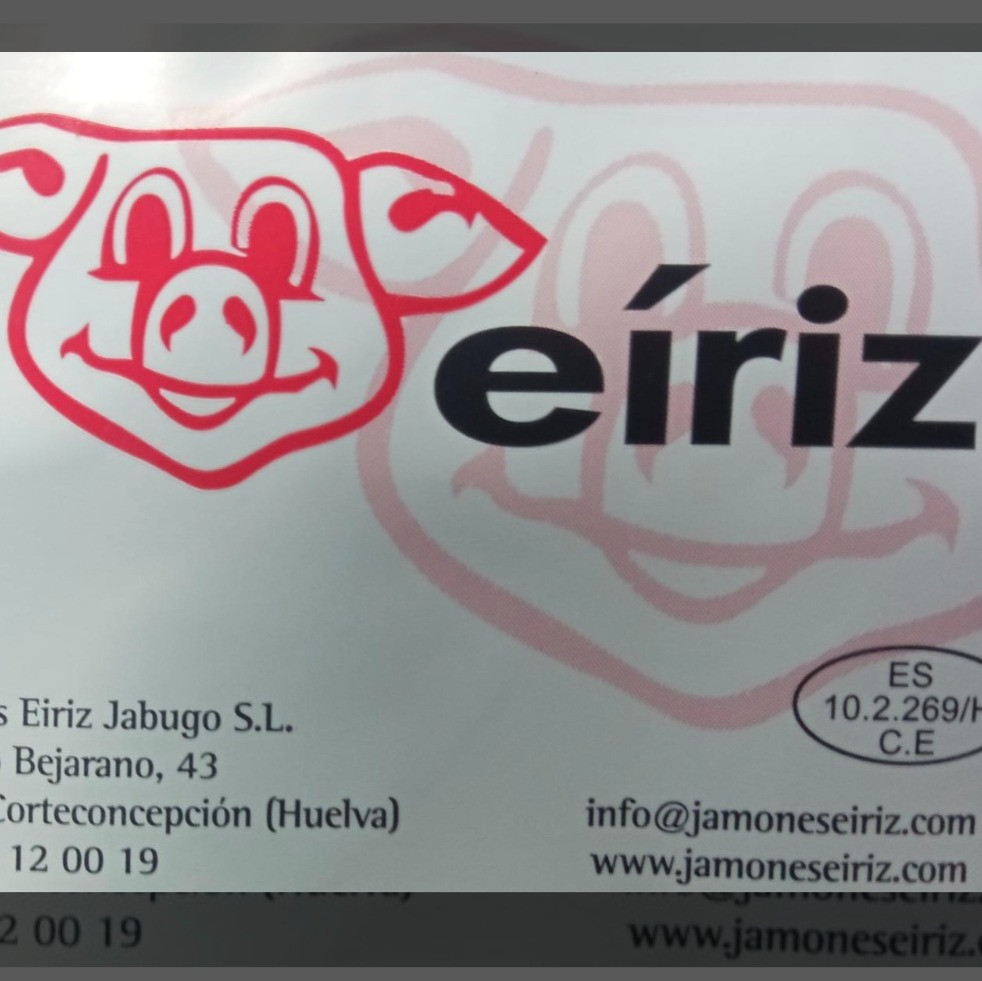 eíriz
ES
10.2.269/H
C.E
s Eiriz Jabugo S.L.
Bejarano, 43
Corteconcepción (Huelva)
12 00 19
info@jamoneseiriz.com
www.jamoneseiriz.com
2 00 19
www.jamoneseiriz.